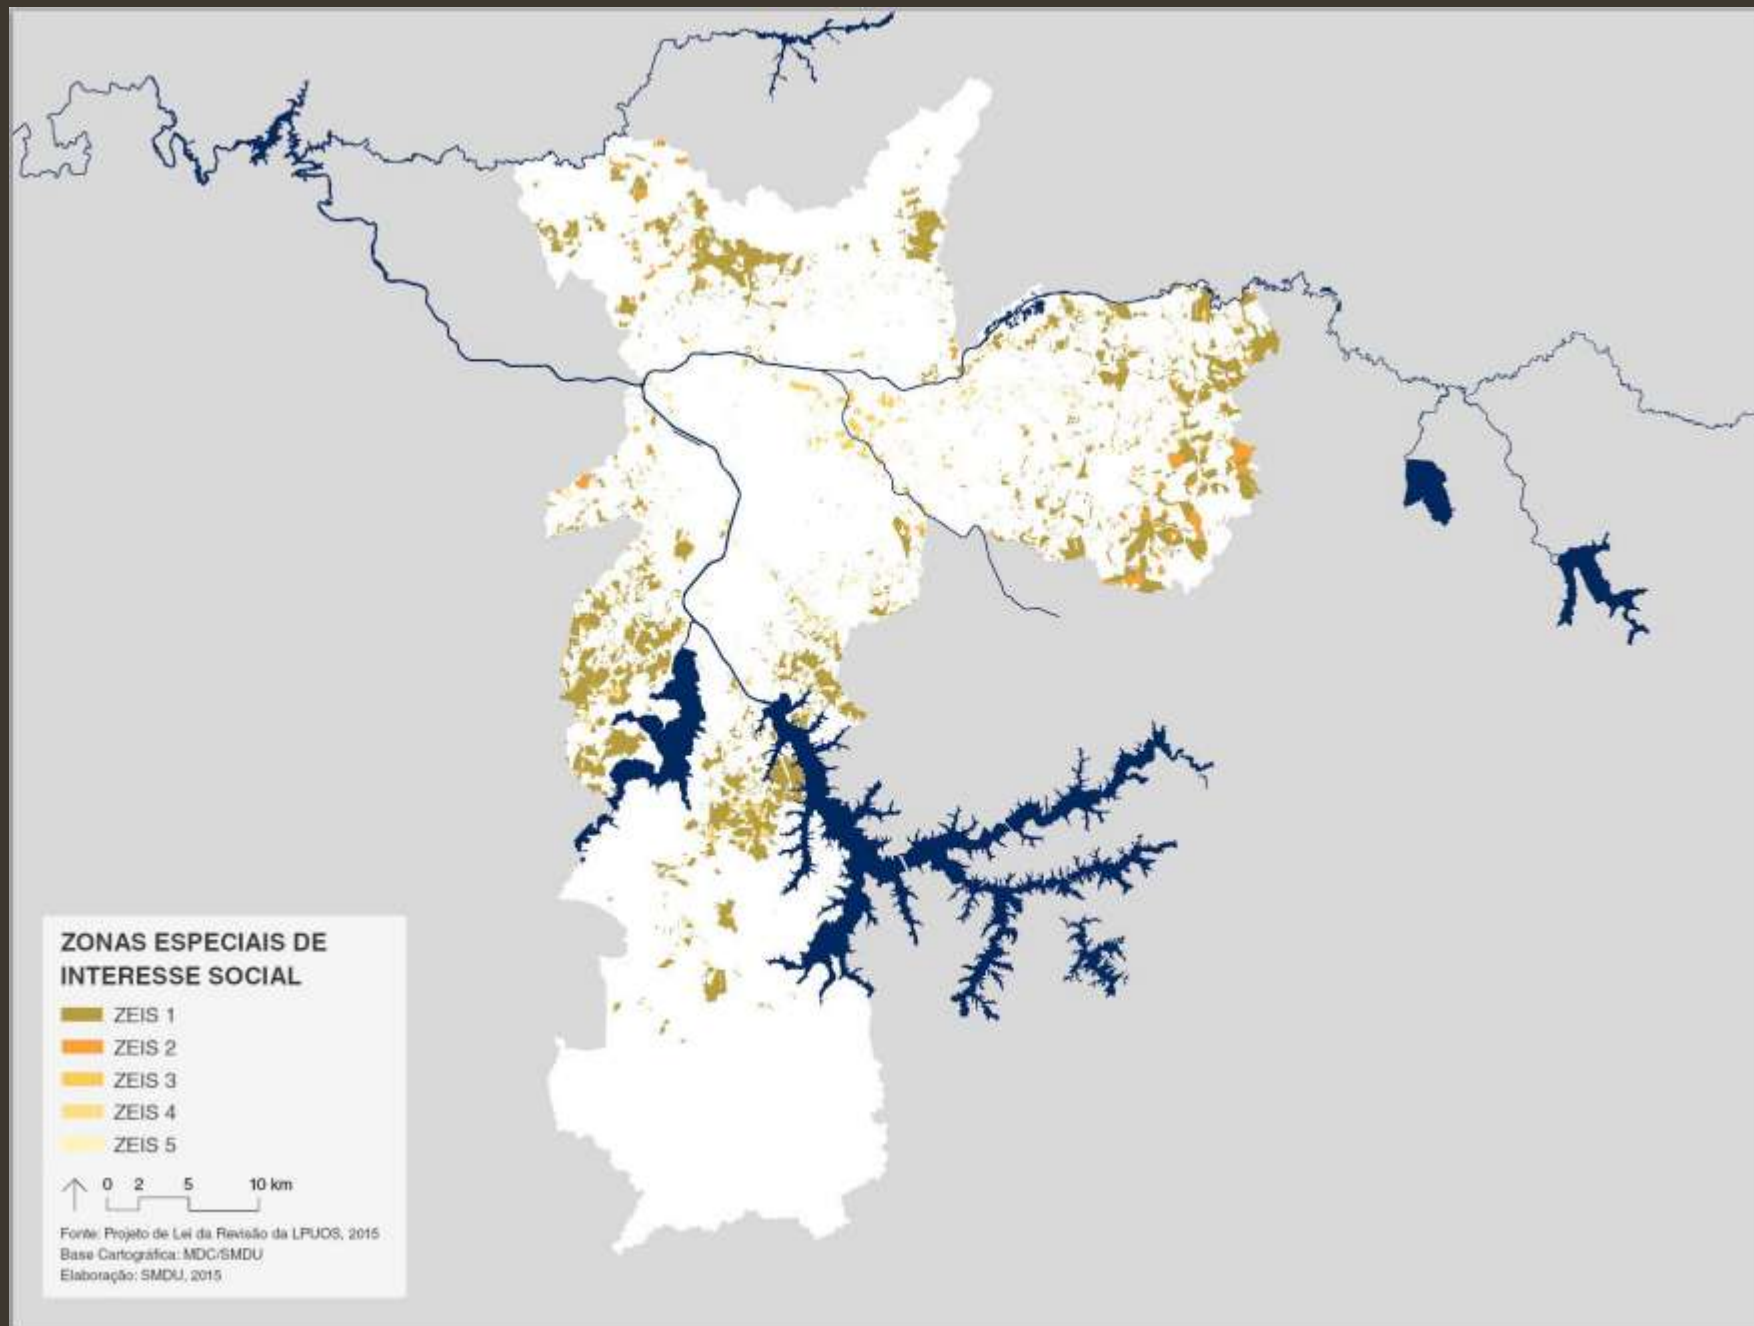 ZONAS ESPECIAIS DE
INTERESSE SOCIAL
ZEIS 1
ZEIS 2
ZEIS 3
ZEIS 4
ZEIS 5
0 2 5 10 km
Fonte: Projeto de Lei da Revisão da LPUOS, 2015
Base Cartográfica: MDC/SMDU
Elaboração: SMDU, 2015